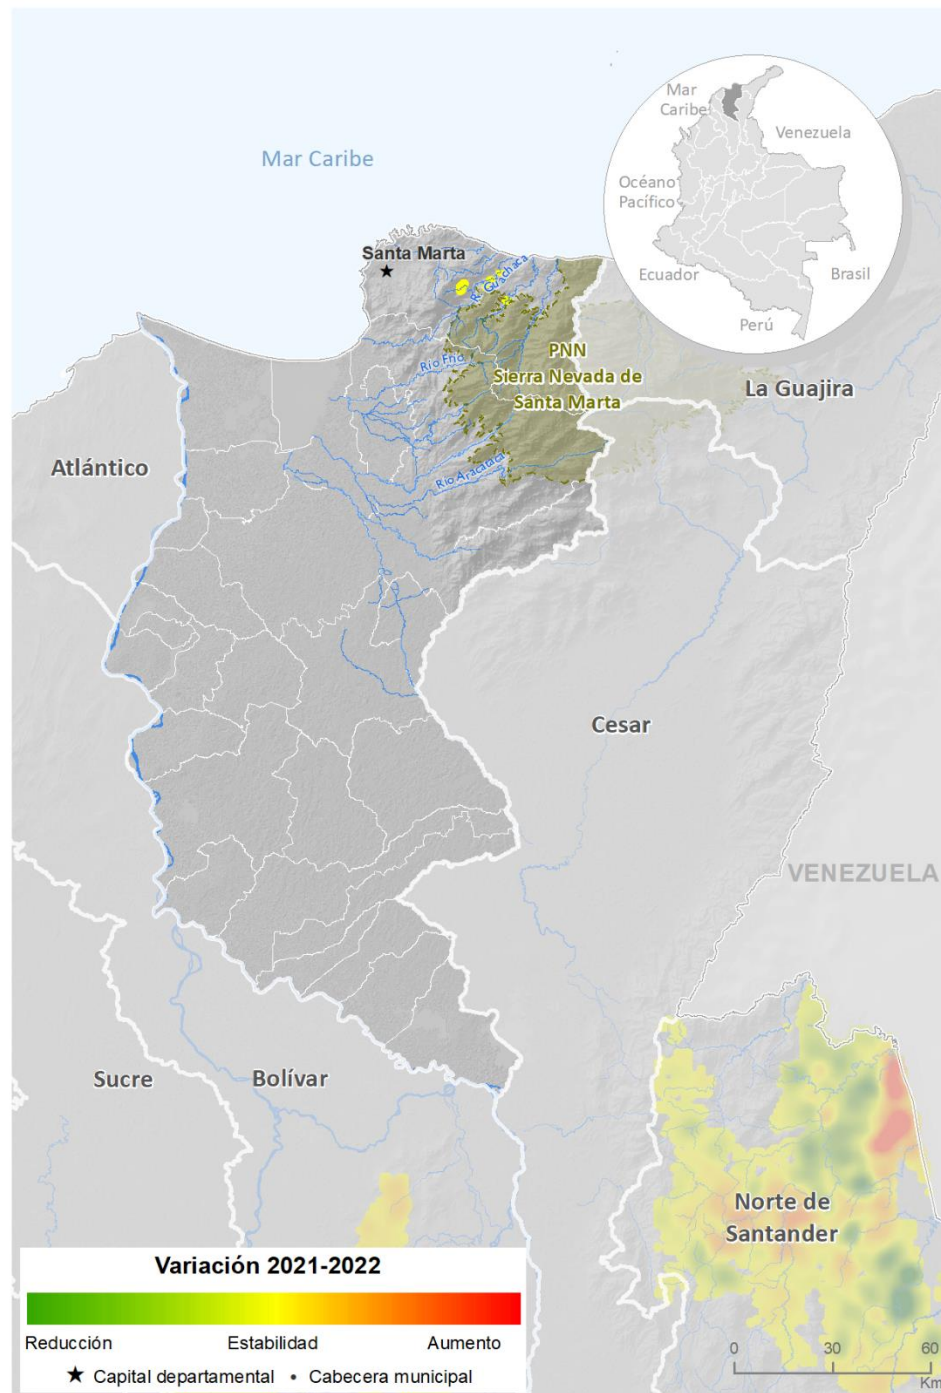 Mar
Caribe
Venezuela
Mar Caribe
Océano
Pacífico
Santa Marta
R. Guachaca
Ecuador
Brasil
Perú
PNN
Río Frío
Sierra Nevada de
Santa Marta
La Guajira
Atlántico
Río Aracataca
Cesar
VENEZUELA
Sucre
Bolívar
Norte de
Santander
Variación 2021-2022
Reducción
Estabilidad
Aumento
★ Capital departamental • Cabecera municipal
0 30 60
Km